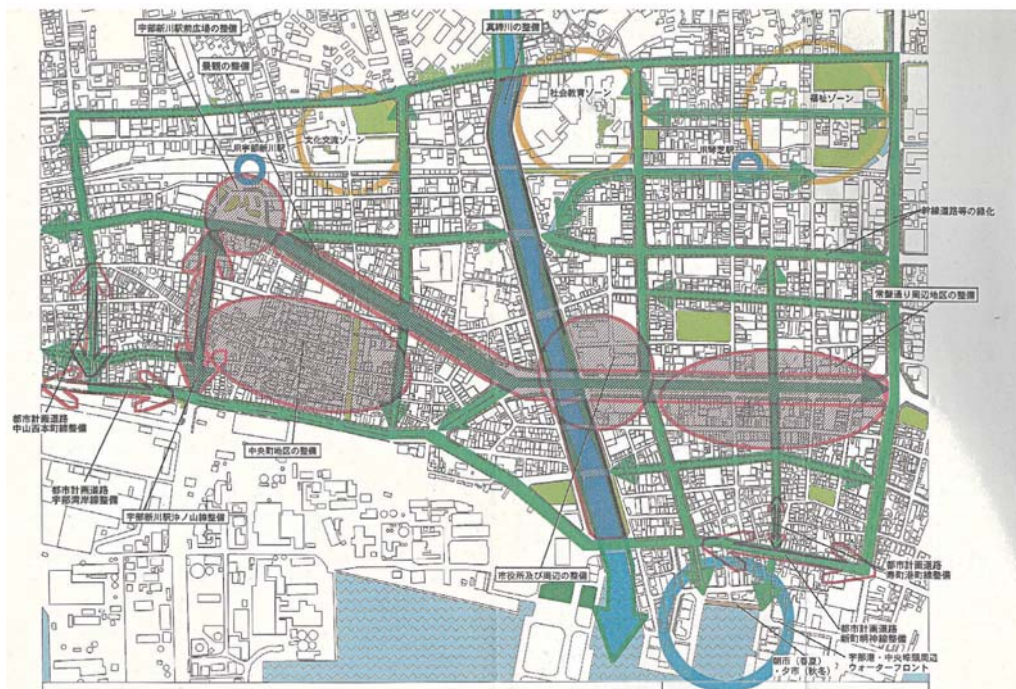 宇部新川駅前広場の整備
真締川の整備
景観の整備
社会教育ゾーン
福祉ゾーン
文化交流ゾーン
JR宇部新川駅
JR琴芝駅
幹線道路等の緑化
常盤通り周辺地区の整備
都市計画道路
中山西本町線整備
中央町地区の整備
都市計画道路
宇部湾岸線整備
宇部新川駅沖ノ山線整備
市役所及び周辺の整備
都市計画道路
寿町港町線整備
都市計画道路
新町明神線整備
朝市（春夏）
・夕市（秋冬）
宇部港・中央埠頭周辺
ウォーターフロント